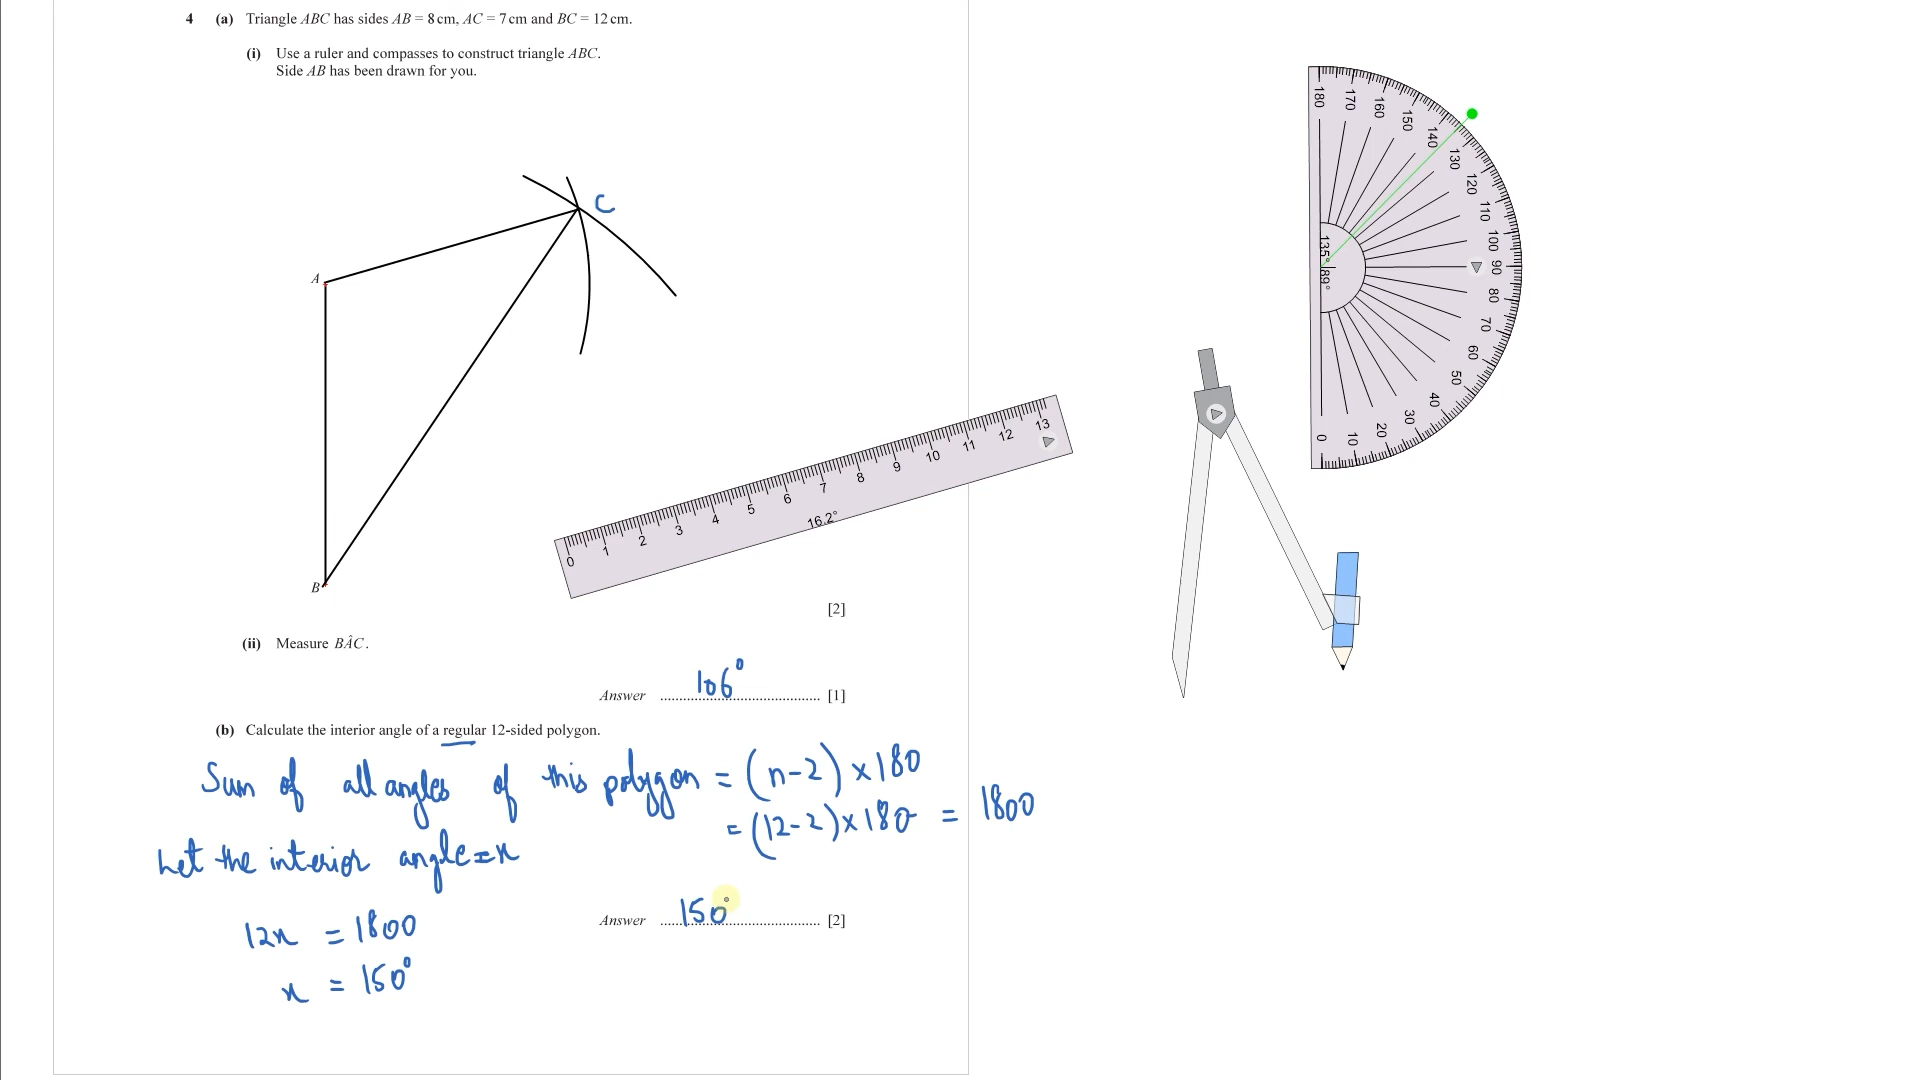 4 (a) Triangle ABC has sides AB = 8 cm, AC = 7 cm and BC = 12 cm.
(i) Use a ruler and compasses to construct triangle ABC.
Side AB has been drawn for you.
C
A
B
[2]
(ii) Measure BÂC.
106°
Answer ........................................ [1]
(b) Calculate the interior angle of a regular 12-sided polygon.
Sum of all angles of this polygon = (n-2) × 180
= (12-2) × 180 = 1800
Let the interior angle = x
150°
Answer ........................................ [2]
12x = 1800
x = 150°
0 1 2 3 4 5 6 7 8 9 10 11 12 13
16.2°
180 170 160 150 140 130 120 110 100 90 80 70 60 50 40 30 20 10 0
135° 89°